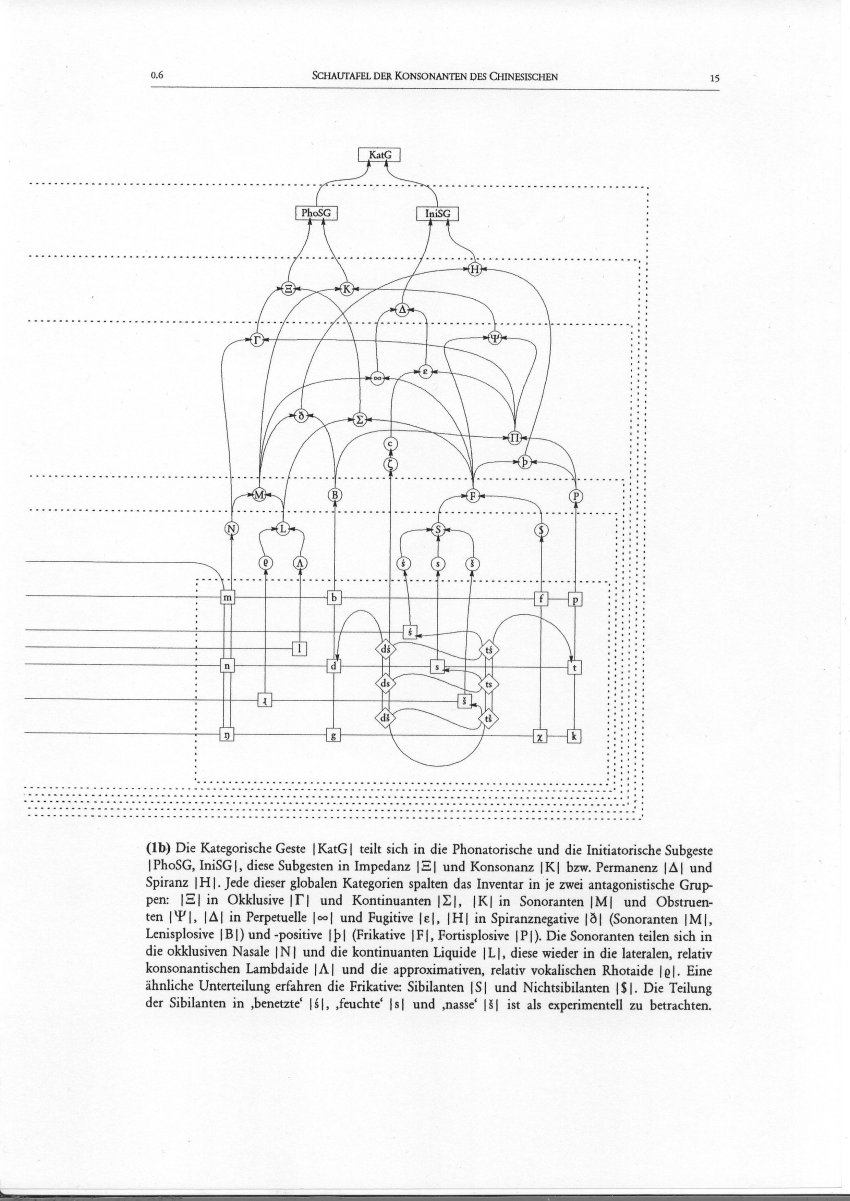 0.6 SCHAUTAFEL DER KONSONANTEN DES CHINESISCHEN 15
KatG
PhoSG IniSG
H
Ξ K
Δ
Γ Ψ
∞ ε
ð Σ
Π
c
ζ þ
M B F P
N L S $
ϱ Λ ś s š
m b f p
ś
l dś tś
n d s t
ds ts
ɻ š
dš tš
ŋ g χ k
(1b) Die Kategorische Geste |KatG| teilt sich in die Phonatorische und die Initiatorische Subgeste
|PhoSG, IniSG|, diese Subgesten in Impedanz |Ξ| und Konsonanz |K| bzw. Permanenz |Δ| und
Spiranz |H|. Jede dieser globalen Kategorien spalten das Inventar in je zwei antagonistische Grup-
pen: |Ξ| in Okklusive |Γ| und Kontinuanten |Σ|, |K| in Sonoranten |M| und Obstruen-
ten |Ψ|, |Δ| in Perpetuelle |∞| und Fugitive |ε|, |H| in Spiranznegative |ð| (Sonoranten |M|,
Lenisplosive |B|) und -positive |þ| (Frikative |F|, Fortisplosive |P|). Die Sonoranten teilen sich in
die okklusiven Nasale |N| und die kontinuanten Liquide |L|, diese wieder in die lateralen, relativ
konsonantischen Lambdaide |Λ| und die approximativen, relativ vokalischen Rhotaide |ϱ|. Eine
ähnliche Unterteilung erfahren die Frikative: Sibilanten |S| und Nichtsibilanten |$|. Die Teilung
der Sibilanten in ‚benetzte‘ |ś|, ‚feuchte‘ |s| und ‚nasse‘ |š| ist als experimentell zu betrachten.